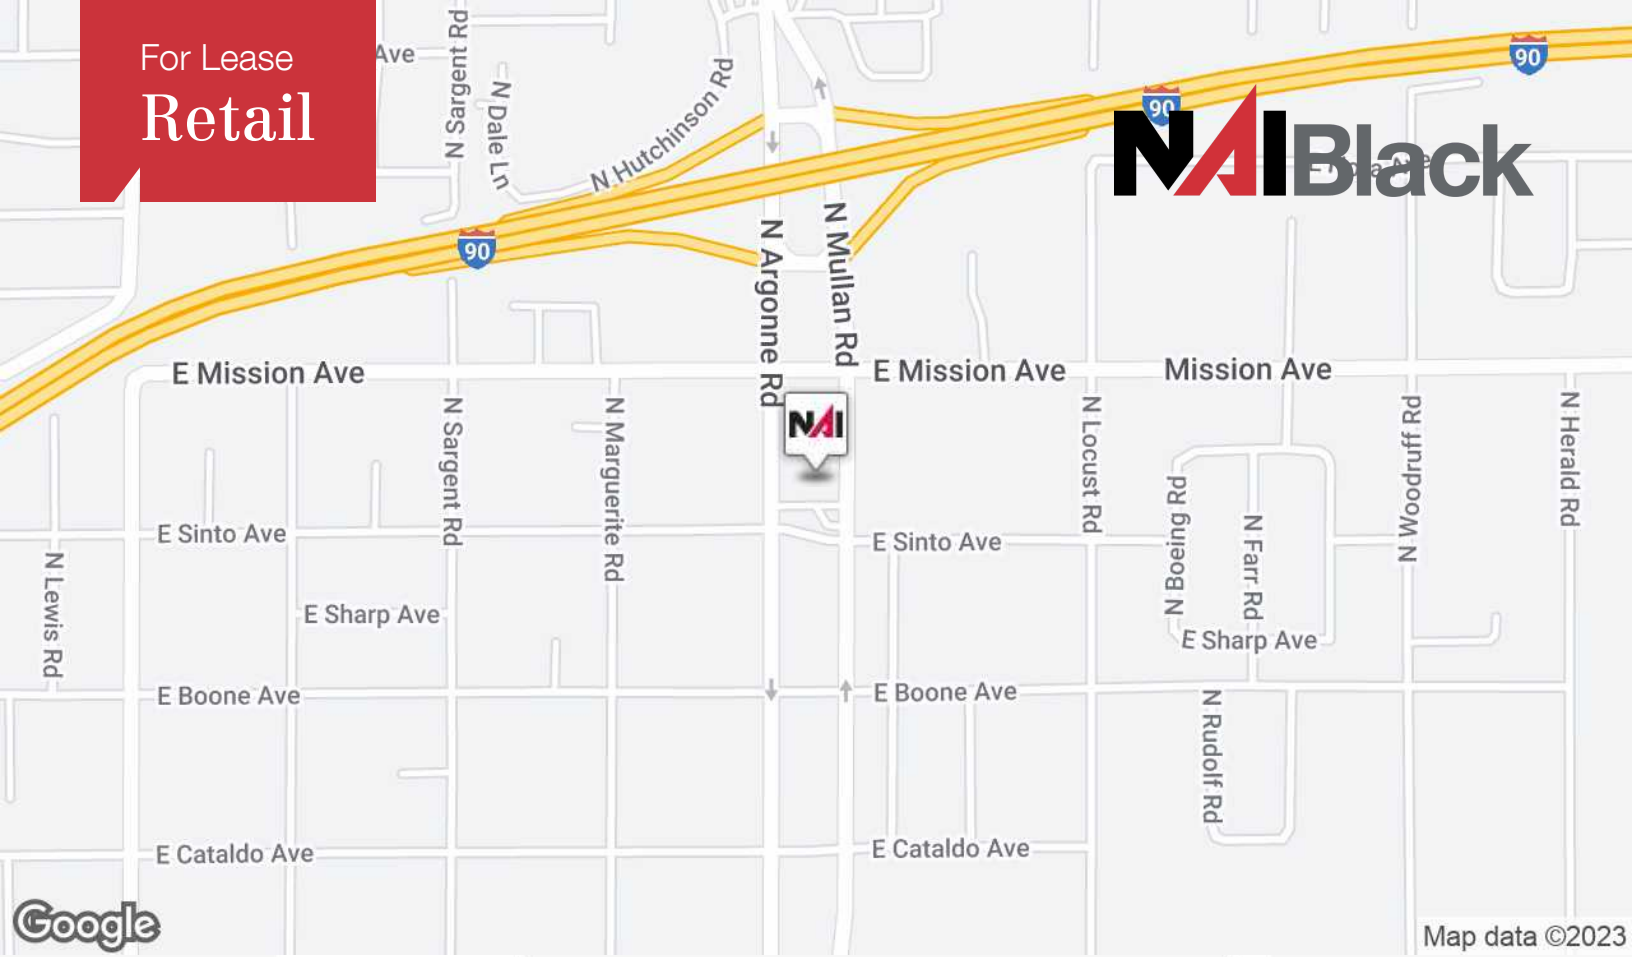 For Lease
Retail
Ave
N Sargent Rd
N Dale Ln
N Hutchinson Rd
90
90
90
NAIBlack
N Argonne Rd
N Mullan Rd
E Mission Ave
E Mission Ave
Mission Ave
NAI
N Sargent Rd
N Marguerite Rd
N Locust Rd
N Boeing Rd
N Farr Rd
N Woodruff Rd
N Herald Rd
E Sinto Ave
E Sinto Ave
N Lewis Rd
E Sharp Ave
E Sharp Ave
E Boone Ave
E Boone Ave
N Rudolf Rd
E Cataldo Ave
E Cataldo Ave
Google
Map data ©2023